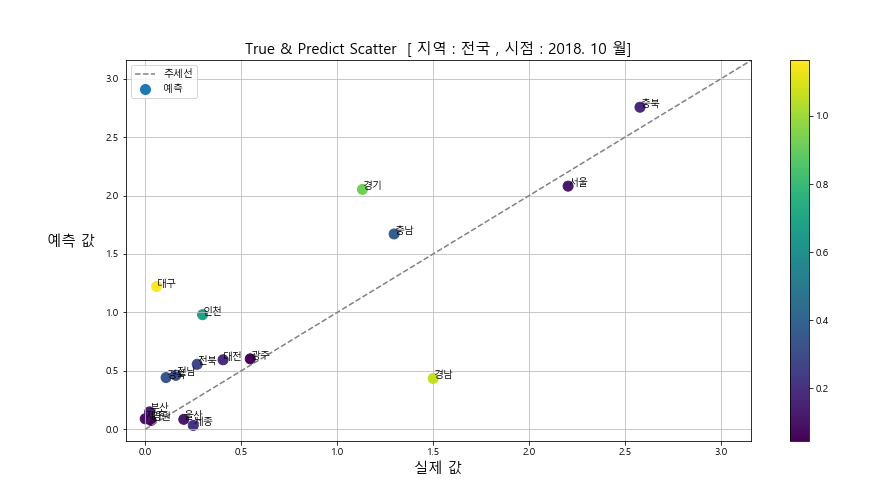 True & Predict Scatter [ 지역 : 전국 , 시점 : 2018. 10 월]
주세선
예측
3.0
2.5
2.0
1.5
1.0
0.5
0.0
예측 값
충북
서울
경기
충남
대구
인천
전북
대전
광주
전남
경남
부산
울산
세종
0.0
0.5
1.0
1.5
2.0
2.5
3.0
실제 값
1.0
0.8
0.6
0.4
0.2